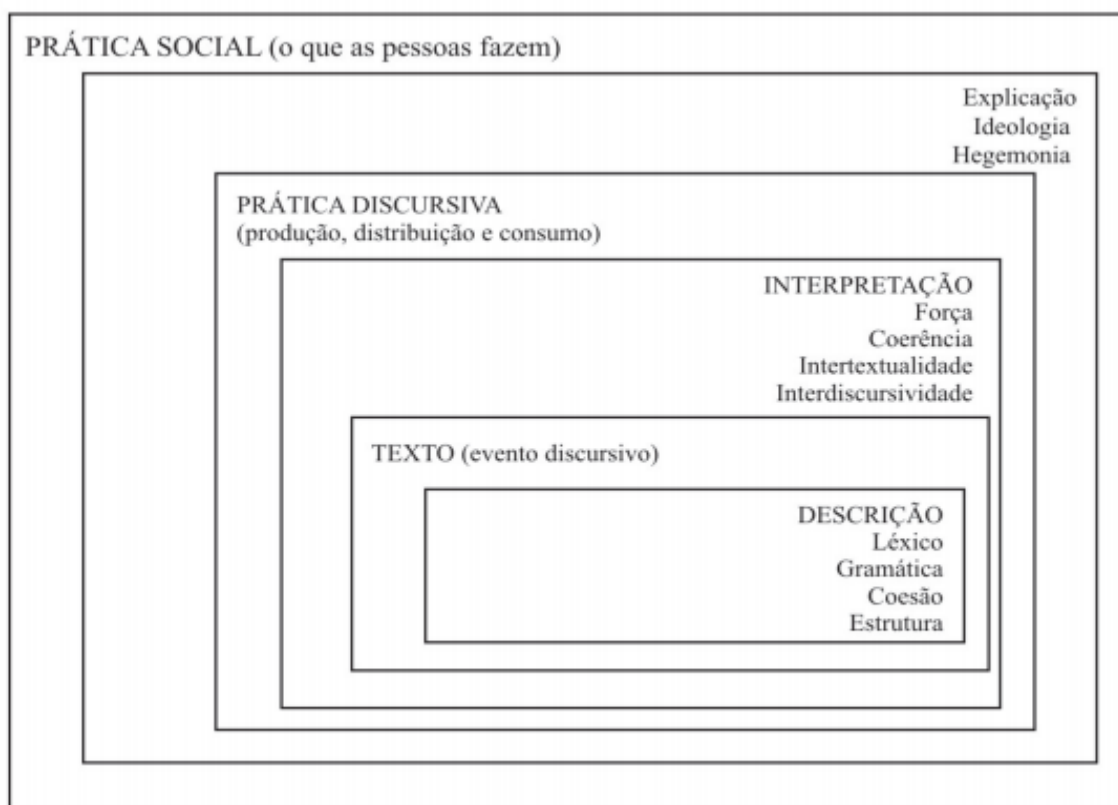 PRÁTICA SOCIAL (o que as pessoas fazem)
Explicação
Ideologia
Hegemonia
PRÁTICA DISCURSIVA
(produção, distribuição e consumo)
INTERPRETAÇÃO
Força
Coerência
Intertextualidade
Interdiscursividade
TEXTO (evento discursivo)
DESCRIÇÃO
Léxico
Gramática
Coesão
Estrutura